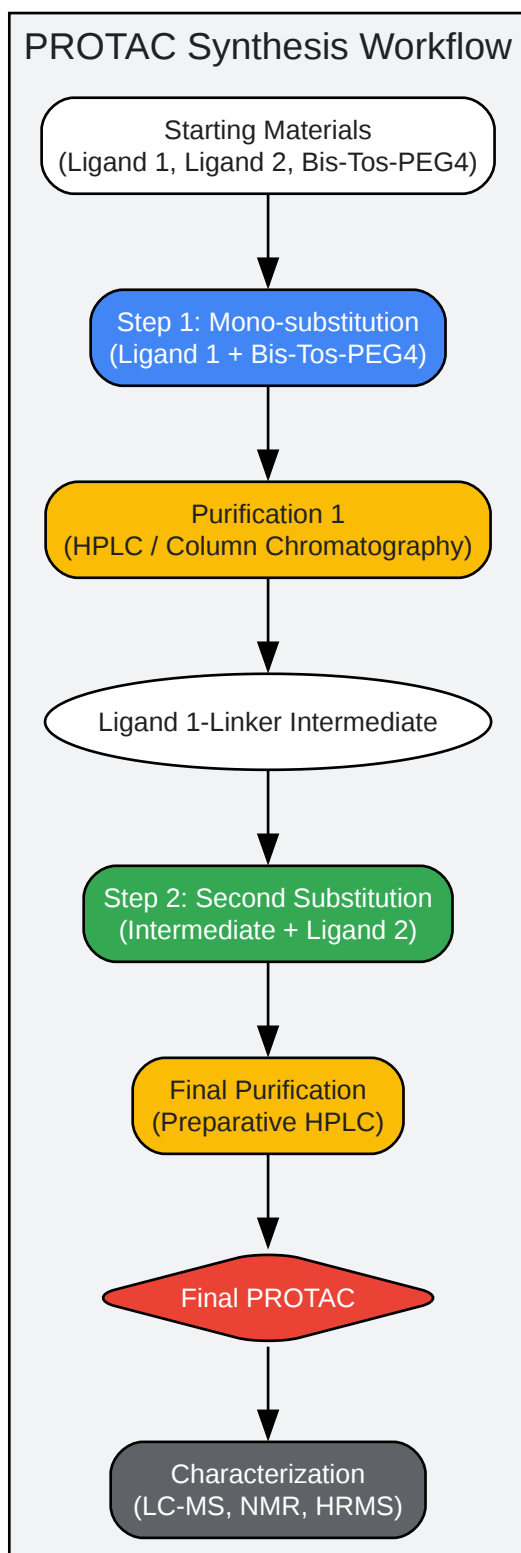 PROTAC Synthesis Workflow
Starting Materials
(Ligand 1, Ligand 2, Bis-Tos-PEG4)
Step 1: Mono-substitution
(Ligand 1 + Bis-Tos-PEG4)
Purification 1
(HPLC / Column Chromatography)
Ligand 1-Linker Intermediate
Step 2: Second Substitution
(Intermediate + Ligand 2)
Final Purification
(Preparative HPLC)
Final PROTAC
Characterization
(LC-MS, NMR, HRMS)